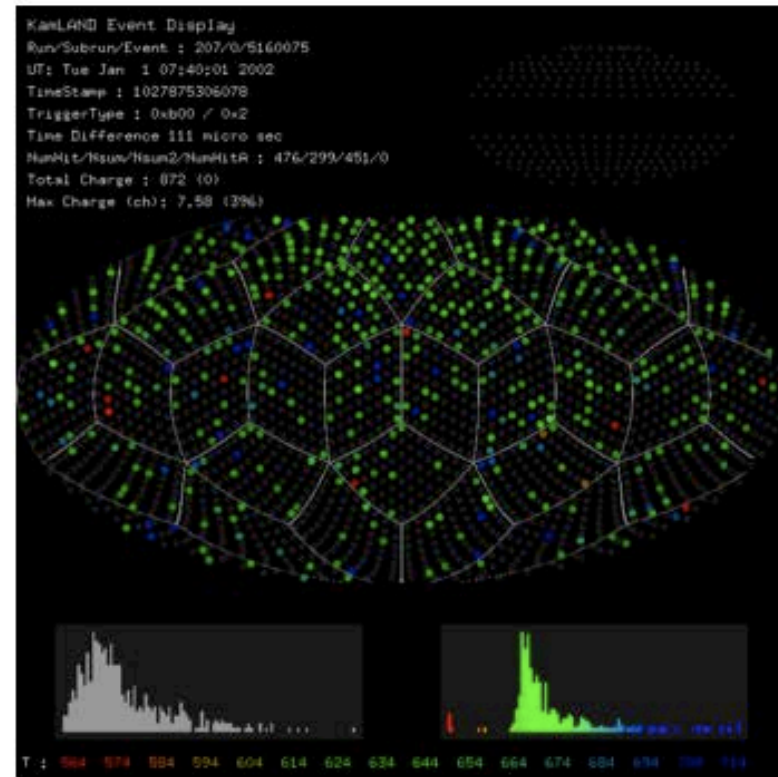 KamLAND Event Display
Run/Subrun/Event : 207/0/5160075
UT: Tue Jan 1 07:40:01 2002
TimeStamp : 1027875306078
TriggerType : 0xb00 / 0x2
Time Difference 111 micro sec
NumHit/Nsum/Nsum2/NumHitA : 476/299/451/0
Total Charge : 872 (0)
Max Charge (ch): 7.58 (396)
T : 564 574 584 594 604 614 624 634 644 654 664 674 684 694